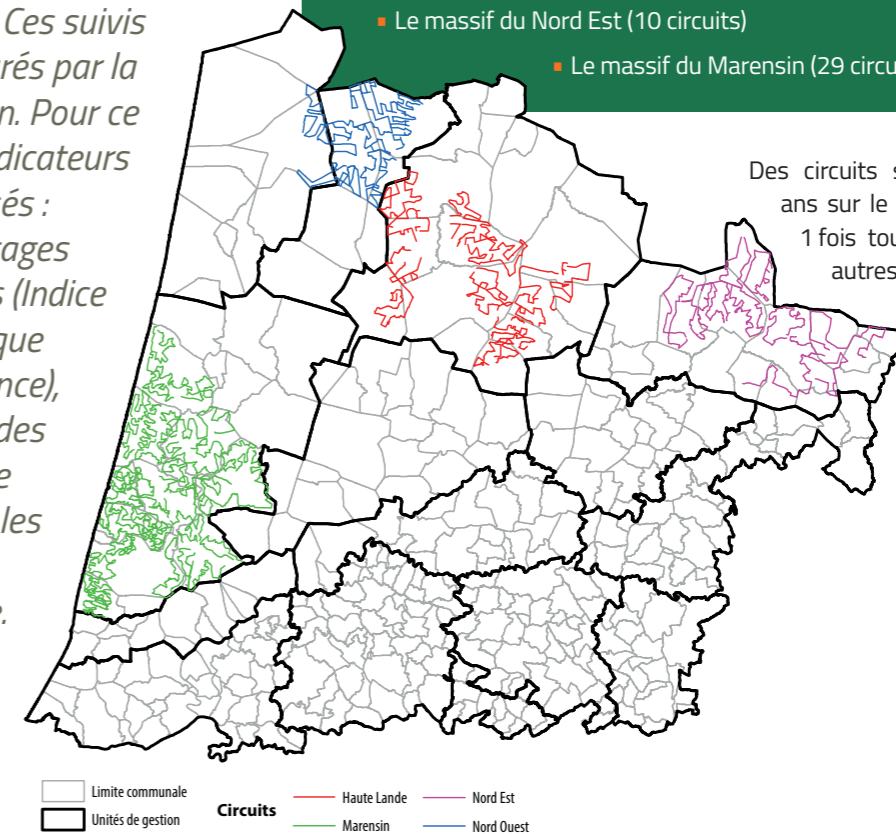 Ces suivis
rés par la
n. Pour ce
dicateurs
és :
ages
s (Indice
que
nce),
des
e
les
e.
▪ Le massif du Nord Est (10 circuits)
▪ Le massif du Marensin (29 circu
Des circuits s
ans sur le
1 fois tou
autres
Limite communale
Unités de gestion
Circuits
Haute Lande
Marensin
Nord Est
Nord Ouest